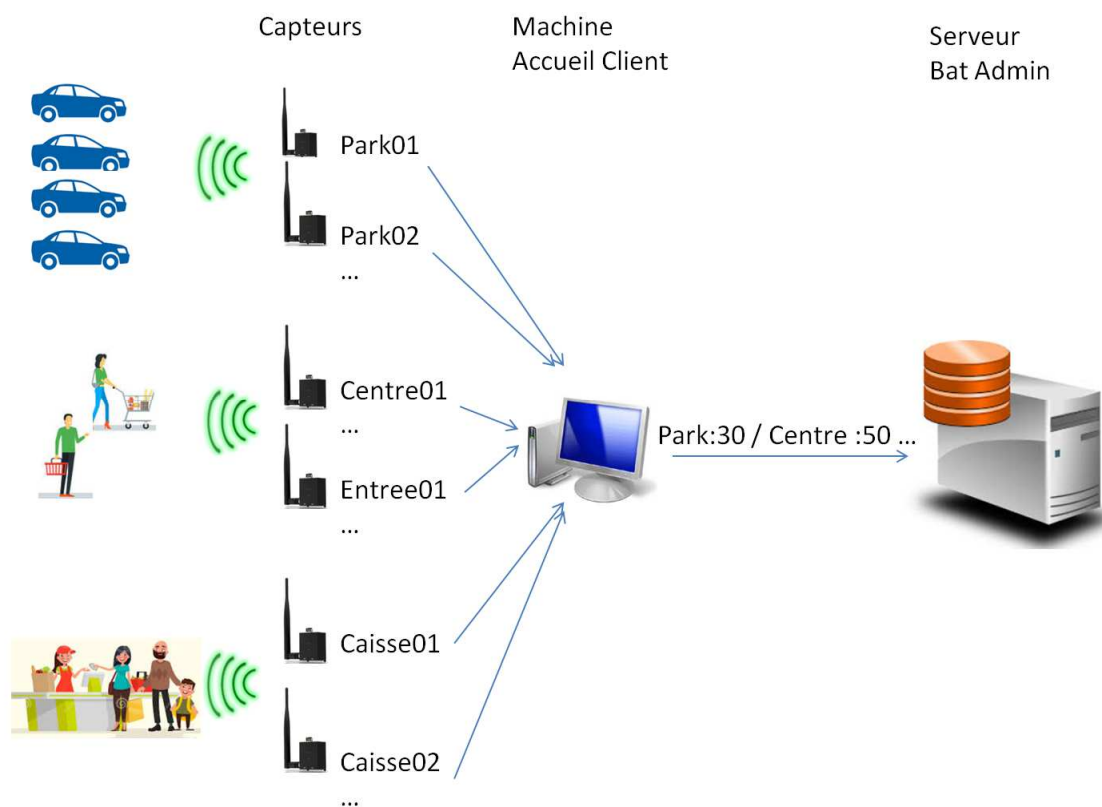 Capteurs
Machine
Accueil Client
Serveur
Bat Admin
Park01
Park02
...
Centre01
...
Entree01
...
Park:30 / Centre :50 ...
Caisse01
Caisse02
...